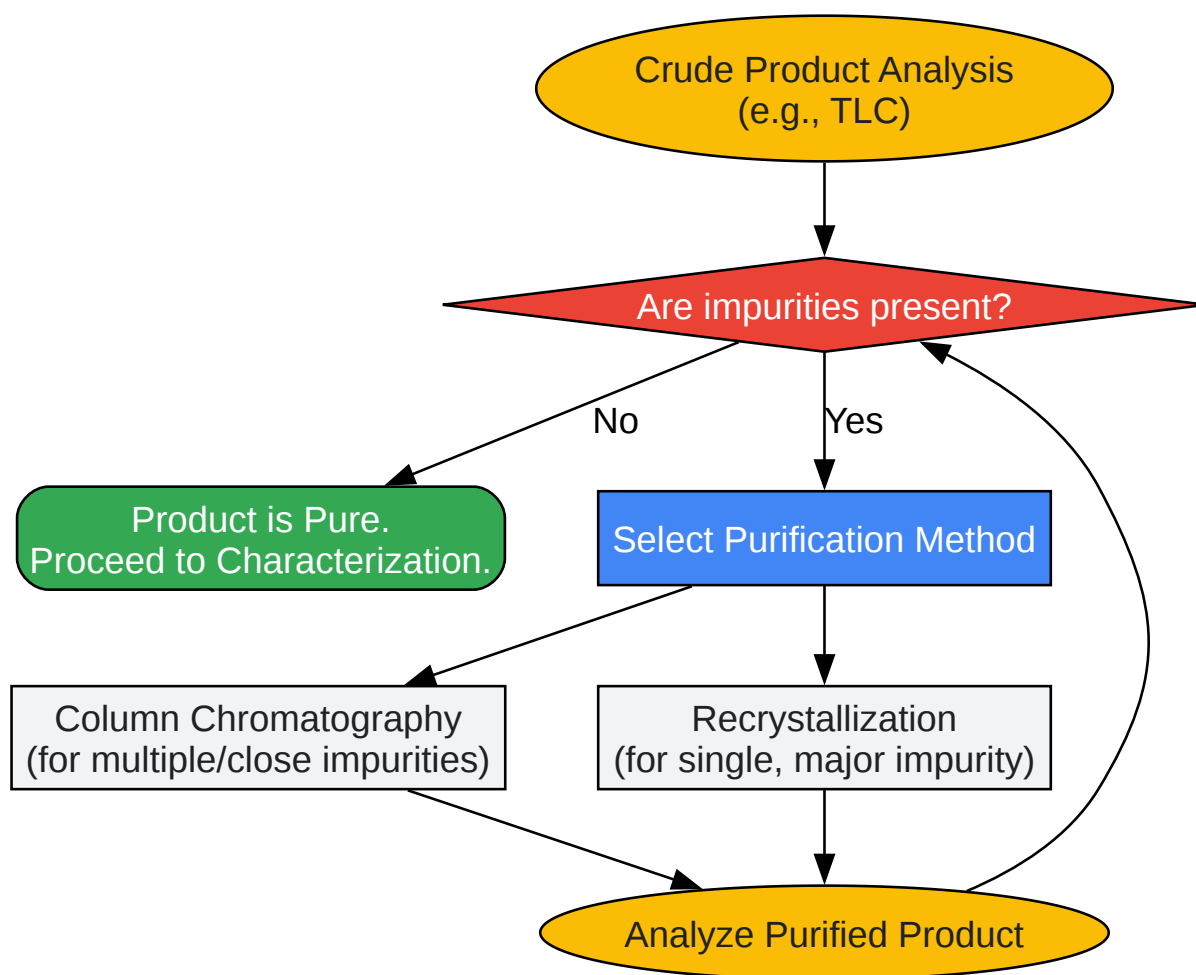 Crude Product Analysis
(e.g., TLC)
Are impurities present?
No
Yes
Product is Pure.
Proceed to Characterization.
Select Purification Method
Column Chromatography
(for multiple/close impurities)
Recrystallization
(for single, major impurity)
Analyze Purified Product